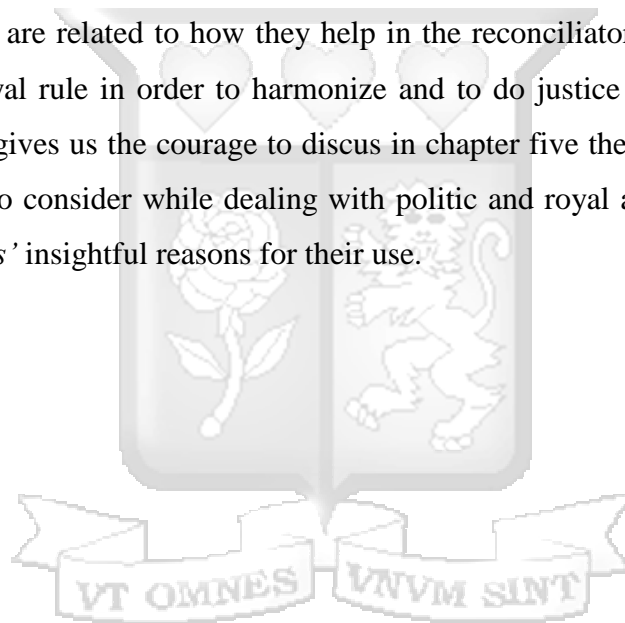 are related to how they help in the reconciliator
val rule in order to harmonize and to do justice
gives us the courage to discus in chapter five the
o consider while dealing with politic and royal a
s’ insightful reasons for their use.
VT OMNES VNVM SINT